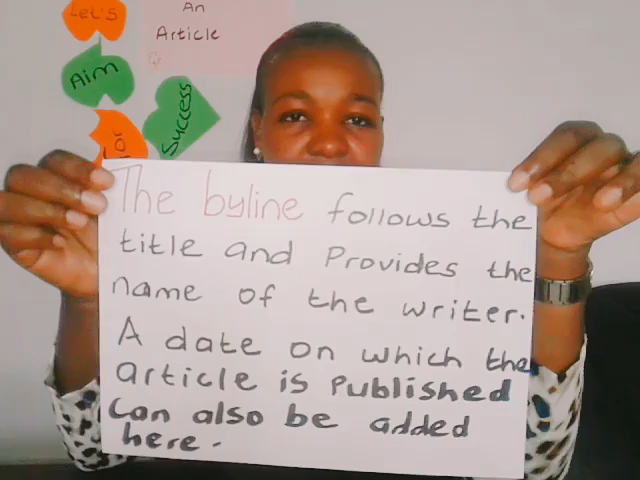 Let's
Aim
for
Success
An
Article
The byline follows the
title and Provides the
name of the writer.
A date on which the
article is Published
Can also be added
here.